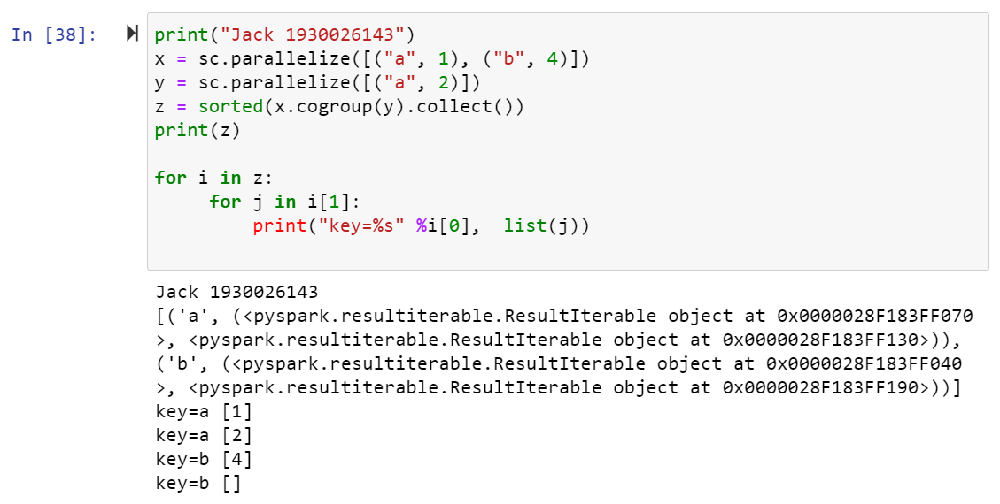 In [38]:
print("Jack 1930026143")
x = sc.parallelize([("a", 1), ("b", 4)])
y = sc.parallelize([("a", 2)])
z = sorted(x.cogroup(y).collect())
print(z)

for i in z:
     for j in i[1]:
         print("key=%s" %i[0],  list(j))

Jack 1930026143
[('a', (<pyspark.resultiterable.ResultIterable object at 0x0000028F183FF070
>, <pyspark.resultiterable.ResultIterable object at 0x0000028F183FF130>)),
('b', (<pyspark.resultiterable.ResultIterable object at 0x0000028F183FF040
>, <pyspark.resultiterable.ResultIterable object at 0x0000028F183FF190>))]
key=a [1]
key=a [2]
key=b [4]
key=b []